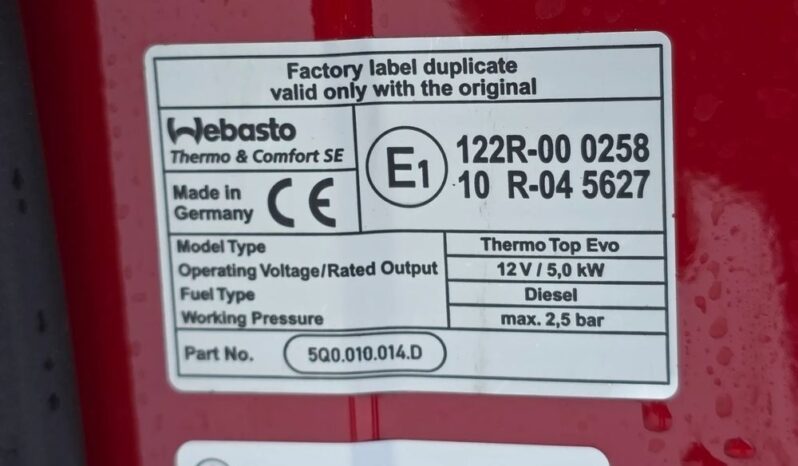 Factory label duplicate
valid only with the original
Webasto
Thermo & Comfort SE
Made in
Germany
CE
E1
122R-00 0258
10 R-04 5627
Model Type Thermo Top Evo
Operating Voltage/Rated Output 12 V / 5,0 kW
Fuel Type Diesel
Working Pressure max. 2,5 bar
Part No. 5Q0.010.014.D